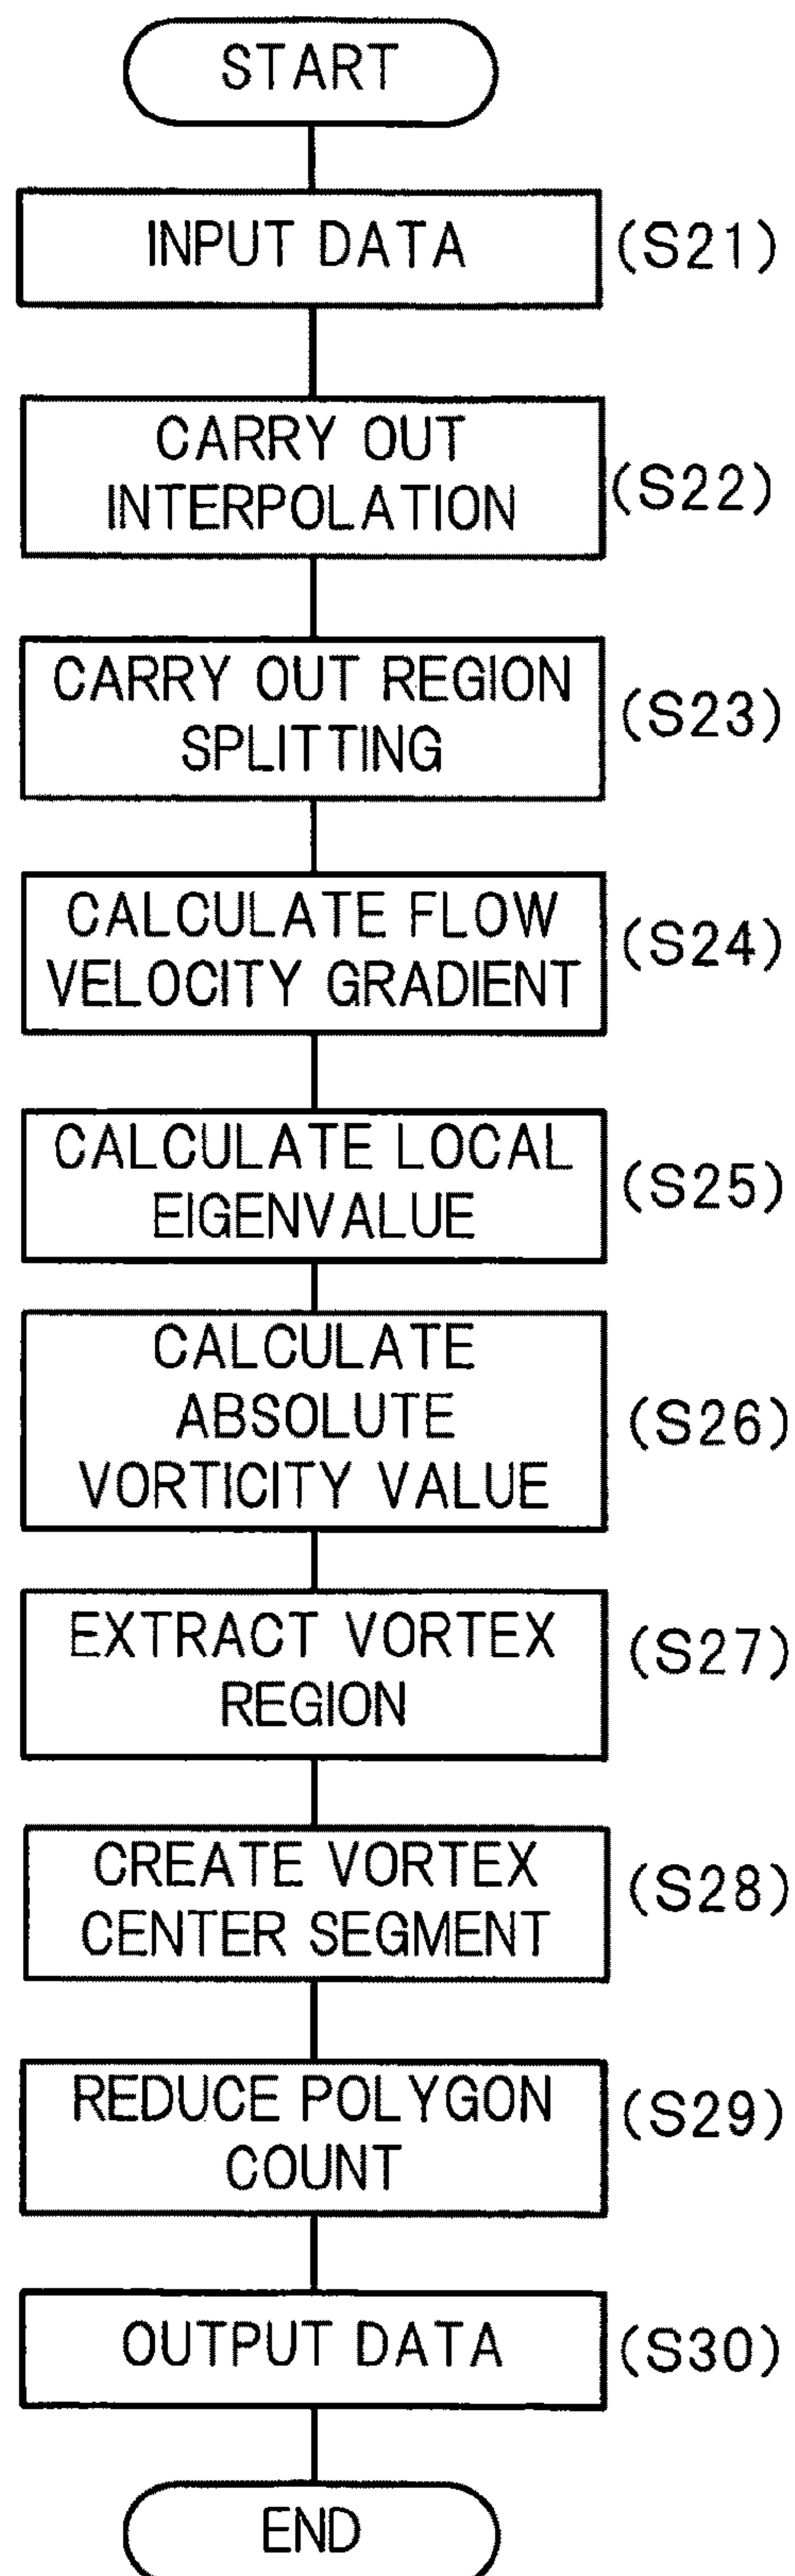 START
INPUT DATA
(S21)
CARRY OUT
INTERPOLATION
(S22)
CARRY OUT REGION
SPLITTING
(S23)
CALCULATE FLOW
VELOCITY GRADIENT
(S24)
CALCULATE LOCAL
EIGENVALUE
(S25)
CALCULATE
ABSOLUTE
VORTICITY VALUE
(S26)
EXTRACT VORTEX
REGION
(S27)
CREATE VORTEX
CENTER SEGMENT
(S28)
REDUCE POLYGON
COUNT
(S29)
OUTPUT DATA
(S30)
END